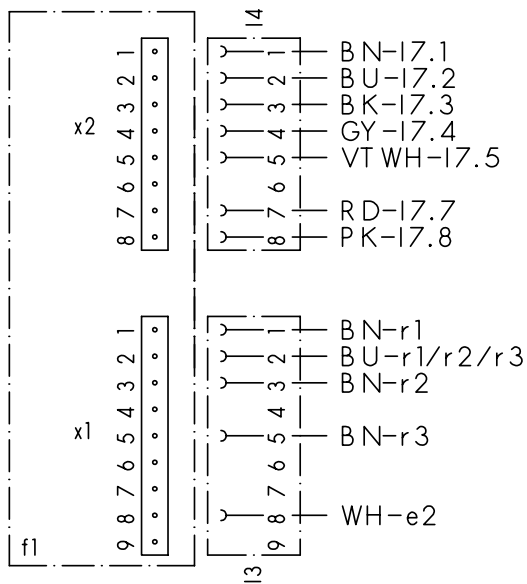 I4
1 1 BN-I7.1
2 2 BU-I7.2
3 3 BK-I7.3
x2
4 4 GY-I7.4
5 5 VT WH-I7.5
6 6
7 7 RD-I7.7
8 8 PK-I7.8
1 1 BN-r1
2 2 BU-r1/r2/r3
3 3 BN-r2
4 4
x1
5 5 BN-r3
6 6
7 7
8 8 WH-e2
9 9
f1
I3